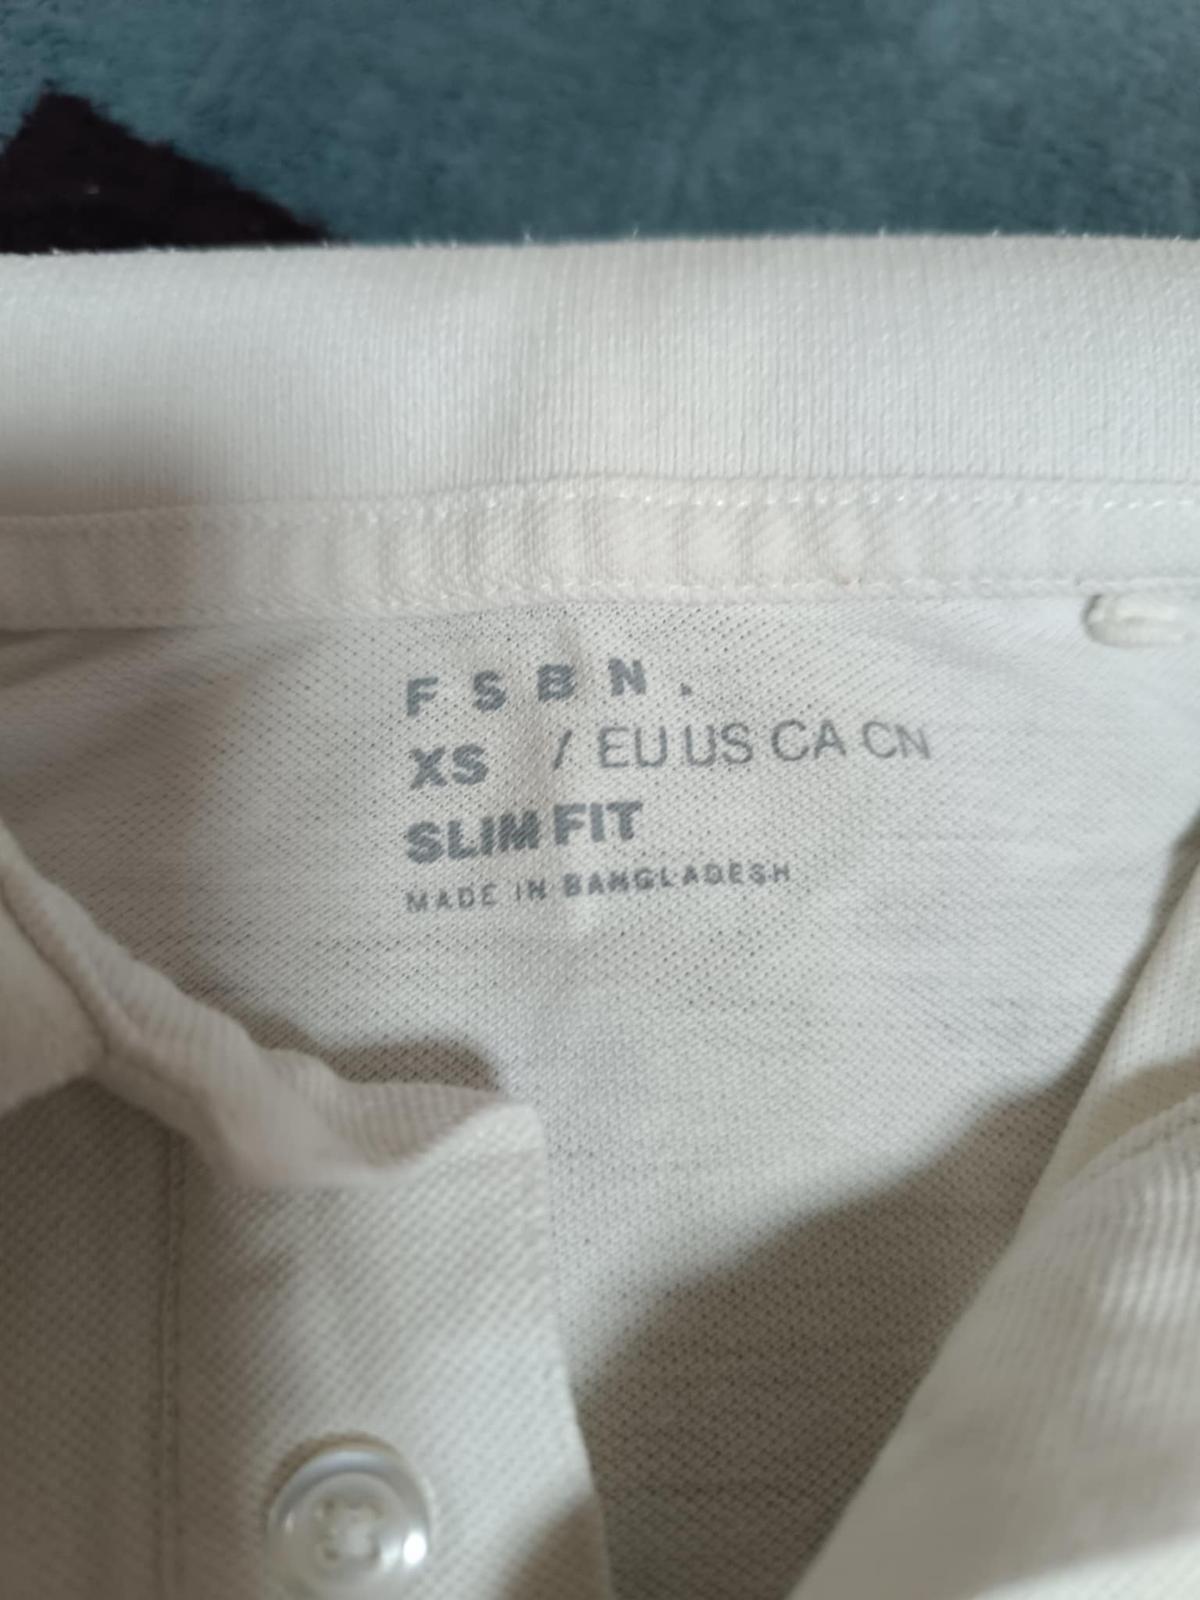 FSBN.
XS / EU US CA CN
SLIM FIT
MADE IN BANGLADESH